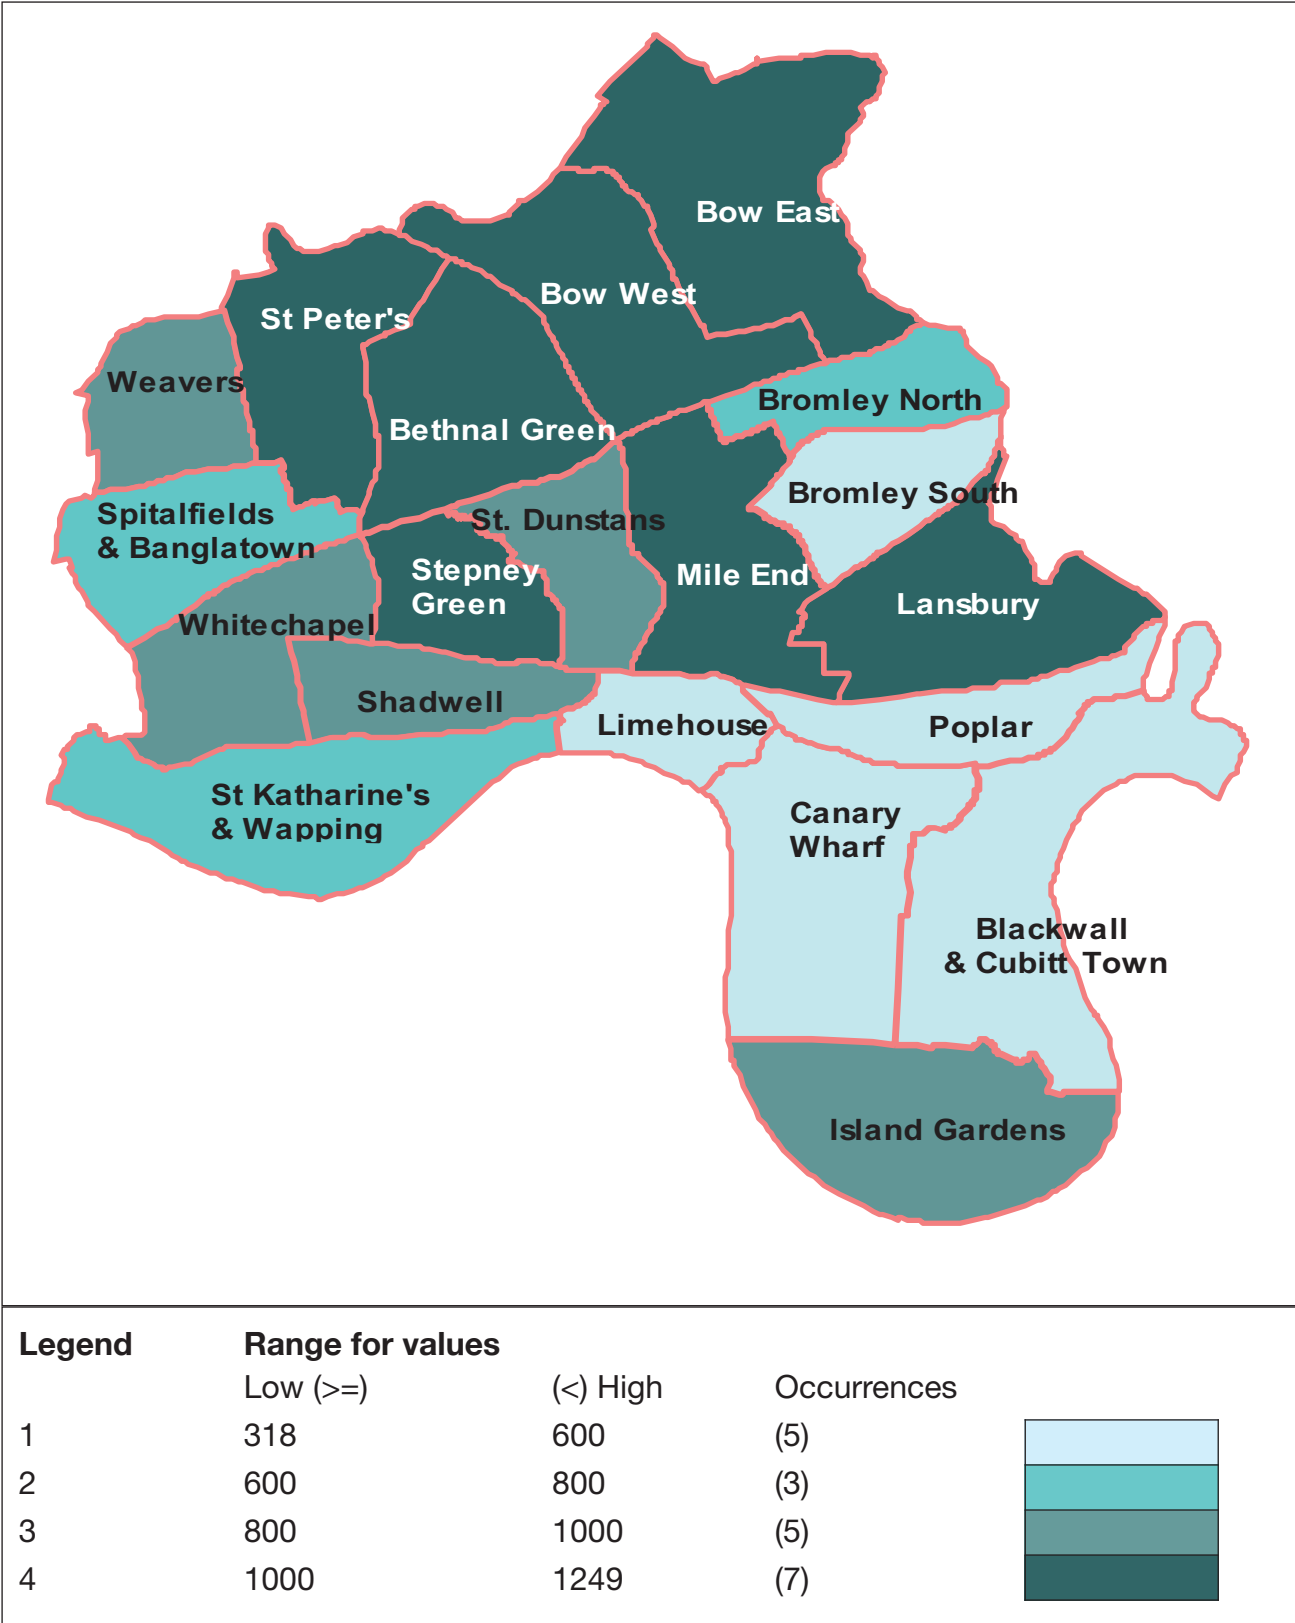 Bow East
Bow West
St Peter's
Weavers
Bromley North
Bethnal Green
Bromley South
Spitalfields
& Banglatown
St. Dunstans
Stepney
Green
Mile End
Lansbury
Whitechapel
Shadwell
Limehouse
Poplar
St Katharine's
& Wapping
Canary
Wharf
Blackwall
& Cubitt Town
Island Gardens
Legend Range for values
Low (>=) (<) High Occurrences
1 318 600 (5)
2 600 800 (3)
3 800 1000 (5)
4 1000 1249 (7)